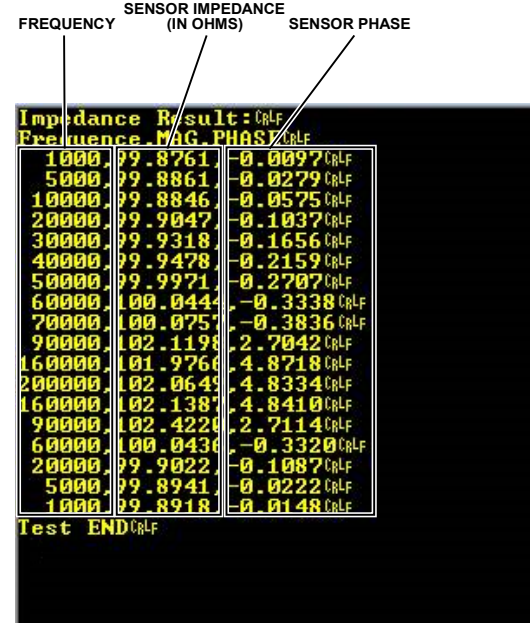 FREQUENCY
SENSOR IMPEDANCE
(IN OHMS)
SENSOR PHASE
Impedance Result:CRLF
Frequence,MAG,PHASECRLF
1000,99.8761,-0.0097CRLF
5000,99.8861,-0.0279CRLF
10000,99.8846,-0.0575CRLF
20000,99.9047,-0.1037CRLF
30000,99.9318,-0.1656CRLF
40000,99.9478,-0.2159CRLF
50000,99.9971,-0.2707CRLF
60000,100.0444,-0.3338CRLF
70000,100.0757,-0.3836CRLF
90000,102.1198,2.7042CRLF
160000,101.9766,4.8718CRLF
200000,102.0649,4.8334CRLF
160000,102.1387,4.8410CRLF
90000,102.4220,2.7114CRLF
60000,100.0436,-0.3320CRLF
20000,99.9022,-0.1087CRLF
5000,99.8941,-0.0222CRLF
1000,99.8918,-0.0148CRLF
Test ENDCRLF